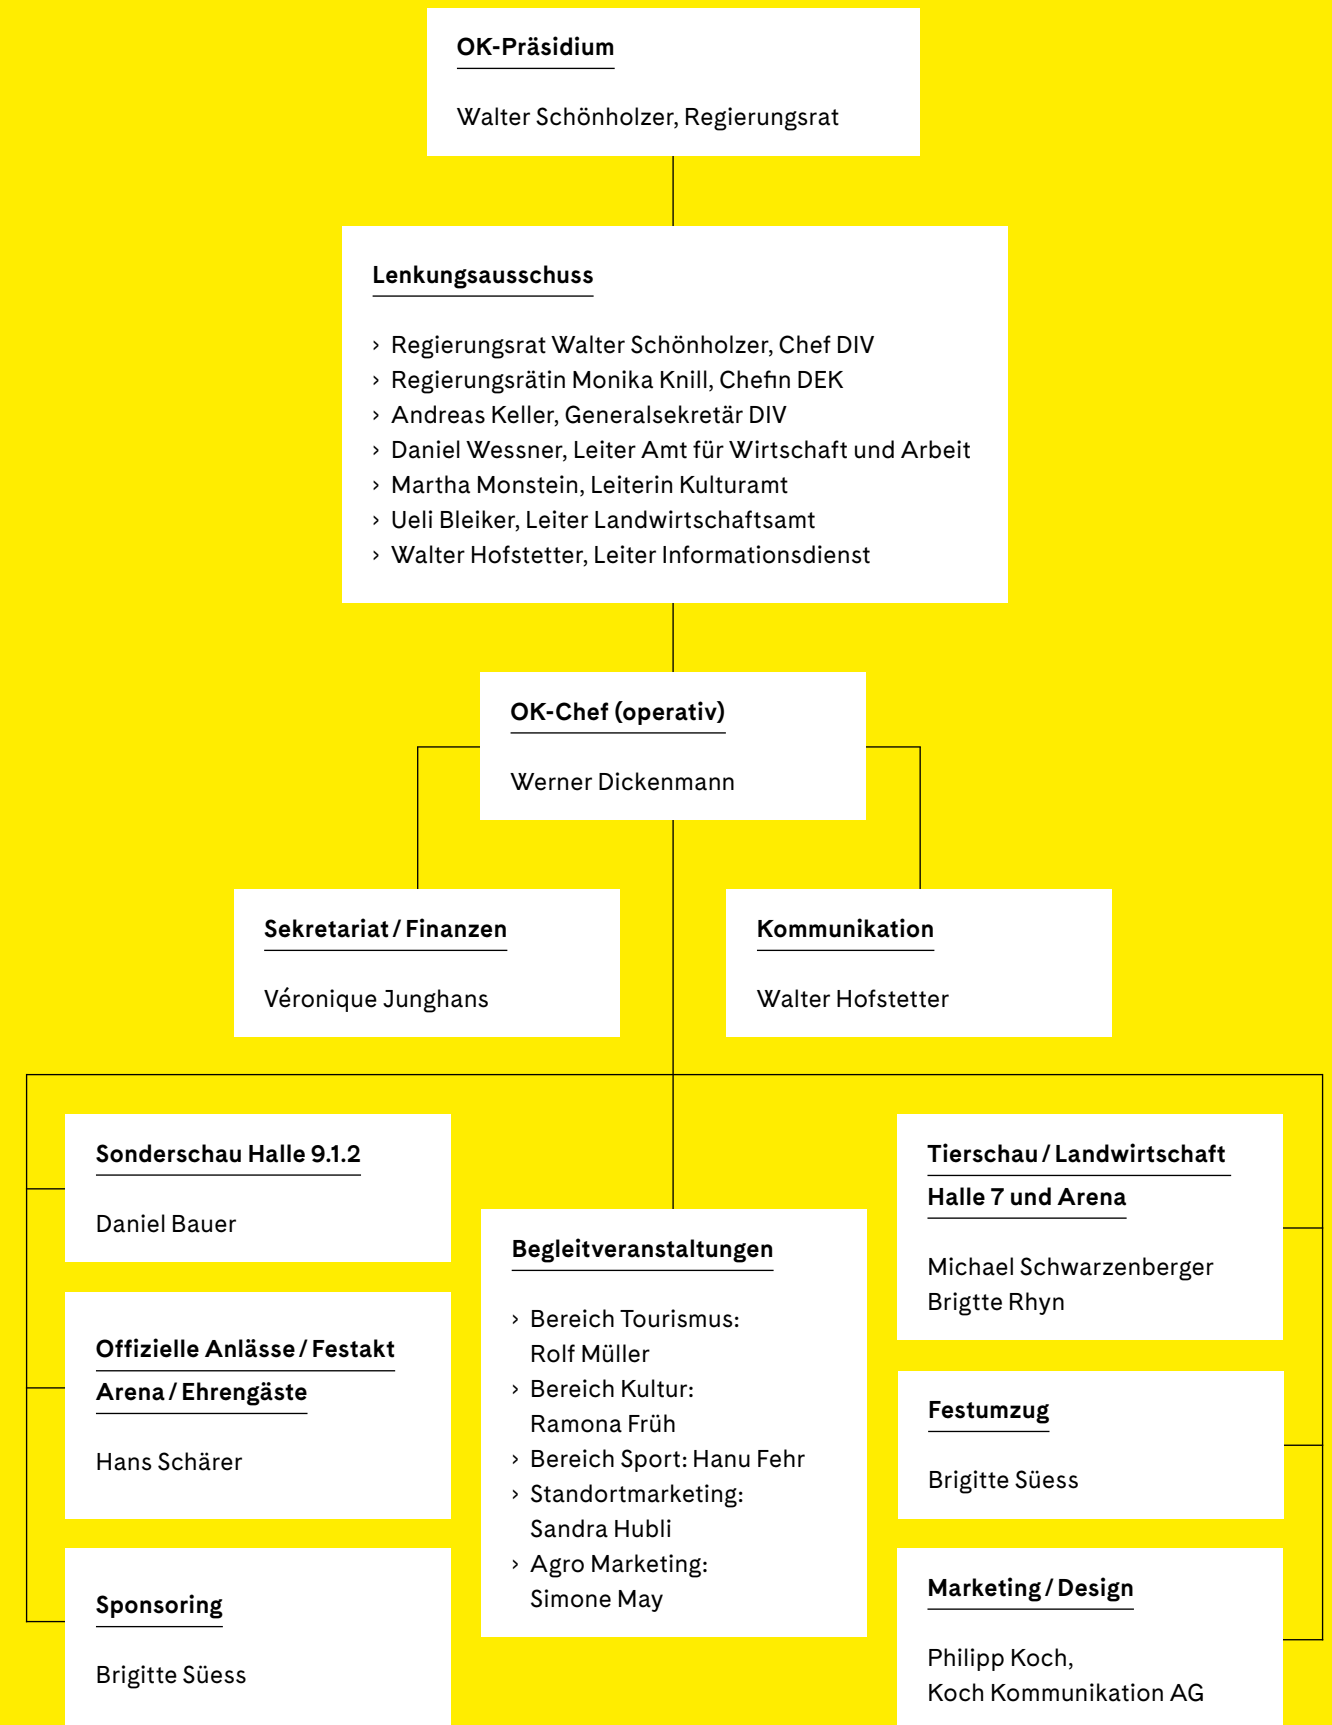 OK-Präsidium
Walter Schönholzer, Regierungsrat
Lenkungsausschuss
› Regierungsrat Walter Schönholzer, Chef DIV
› Regierungsrätin Monika Knill, Chefin DEK
› Andreas Keller, Generalsekretär DIV
› Daniel Wessner, Leiter Amt für Wirtschaft und Arbeit
› Martha Monstein, Leiterin Kulturamt
› Ueli Bleiker, Leiter Landwirtschaftsamt
› Walter Hofstetter, Leiter Informationsdienst
OK-Chef (operativ)
Werner Dickenmann
Sekretariat / Finanzen
Véronique Junghans
Kommunikation
Walter Hofstetter
Sonderschau Halle 9.1.2
Daniel Bauer
Offizielle Anlässe / Festakt
Arena / Ehrengäste
Hans Schärer
Sponsoring
Brigitte Süess
Begleitveranstaltungen
› Bereich Tourismus:
Rolf Müller
› Bereich Kultur:
Ramona Früh
› Bereich Sport: Hanu Fehr
› Standortmarketing:
Sandra Hubli
› Agro Marketing:
Simone May
Tierschau / Landwirtschaft
Halle 7 und Arena
Michael Schwarzenberger
Brigtte Rhyn
Festumzug
Brigitte Süess
Marketing / Design
Philipp Koch,
Koch Kommunikation AG